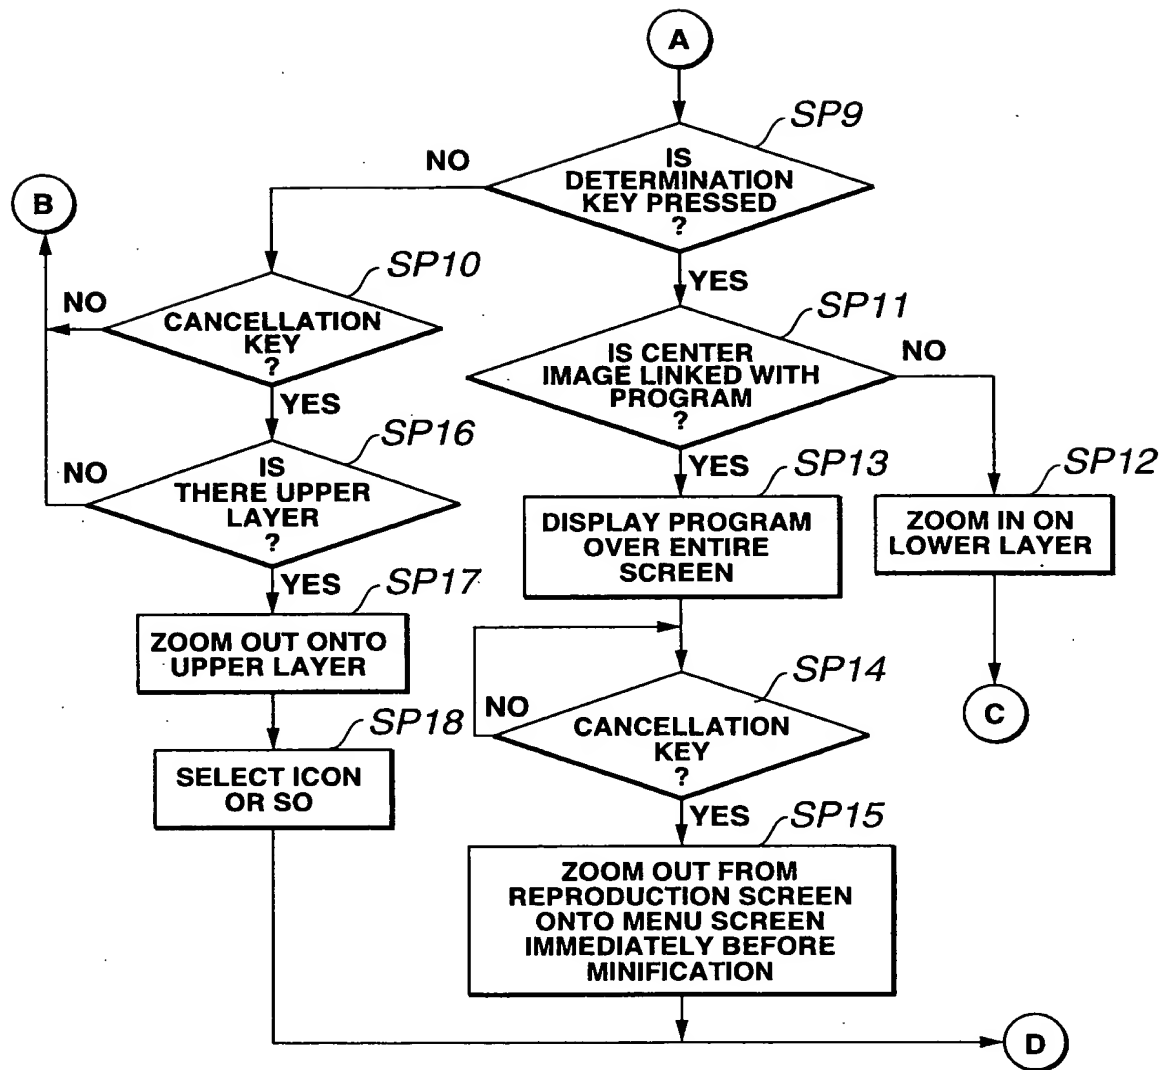 A
SP9
NO
IS
DETERMINATION
KEY PRESSED
?
B
SP10
YES
NO
CANCELLATION
KEY
?
SP11
NO
IS CENTER
IMAGE LINKED WITH
PROGRAM
?
YES
SP16
NO
IS
THERE UPPER
LAYER
?
YES
SP13
SP12
DISPLAY PROGRAM
OVER ENTIRE
SCREEN
ZOOM IN ON
LOWER LAYER
YES
SP17
ZOOM OUT ONTO
UPPER LAYER
SP14
NO
CANCELLATION
KEY
?
C
SP18
SELECT ICON
OR SO
YES
SP15
ZOOM OUT FROM
REPRODUCTION SCREEN
ONTO MENU SCREEN
IMMEDIATELY BEFORE
MINIFICATION
D